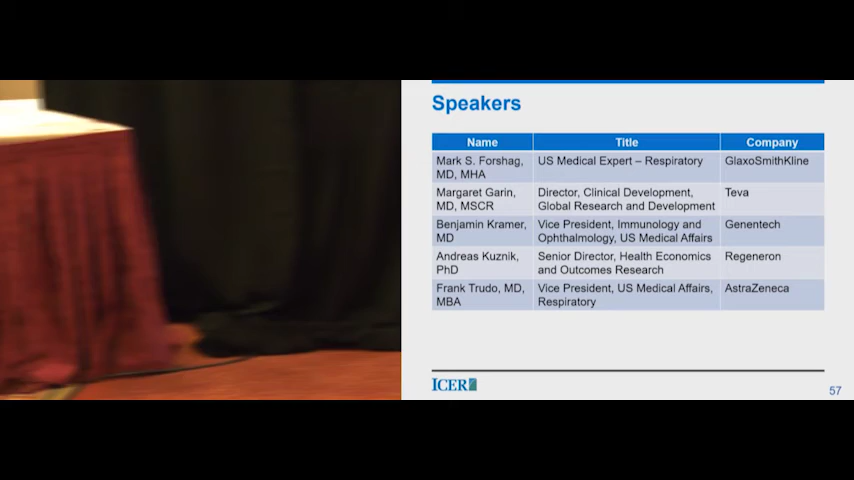 Speakers
Name Title Company
Mark S. Forshag, US Medical Expert – Respiratory GlaxoSmithKline
MD, MHA
Margaret Garin, Director, Clinical Development, Teva
MD, MSCR Global Research and Development
Benjamin Kramer, Vice President, Immunology and Genentech
MD Ophthalmology, US Medical Affairs
Andreas Kuznik, Senior Director, Health Economics Regeneron
PhD and Outcomes Research
Frank Trudo, MD, Vice President, US Medical Affairs, AstraZeneca
MBA Respiratory
ICER
57